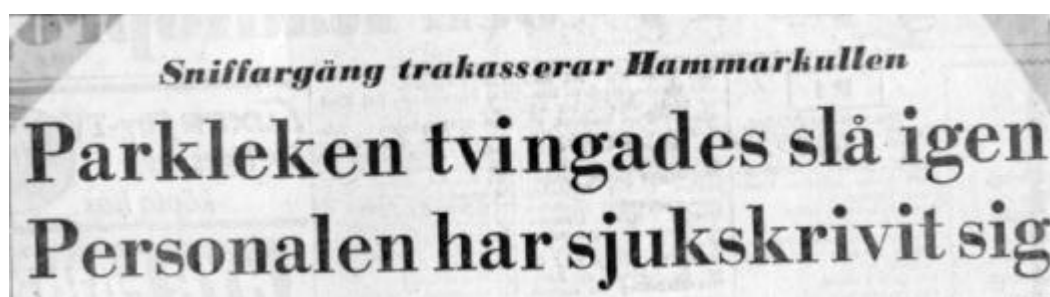 Sniffargäng trakasserar Hammarkullen
Parkleken tvingades slå igen
Personalen har sjukskrivit sig